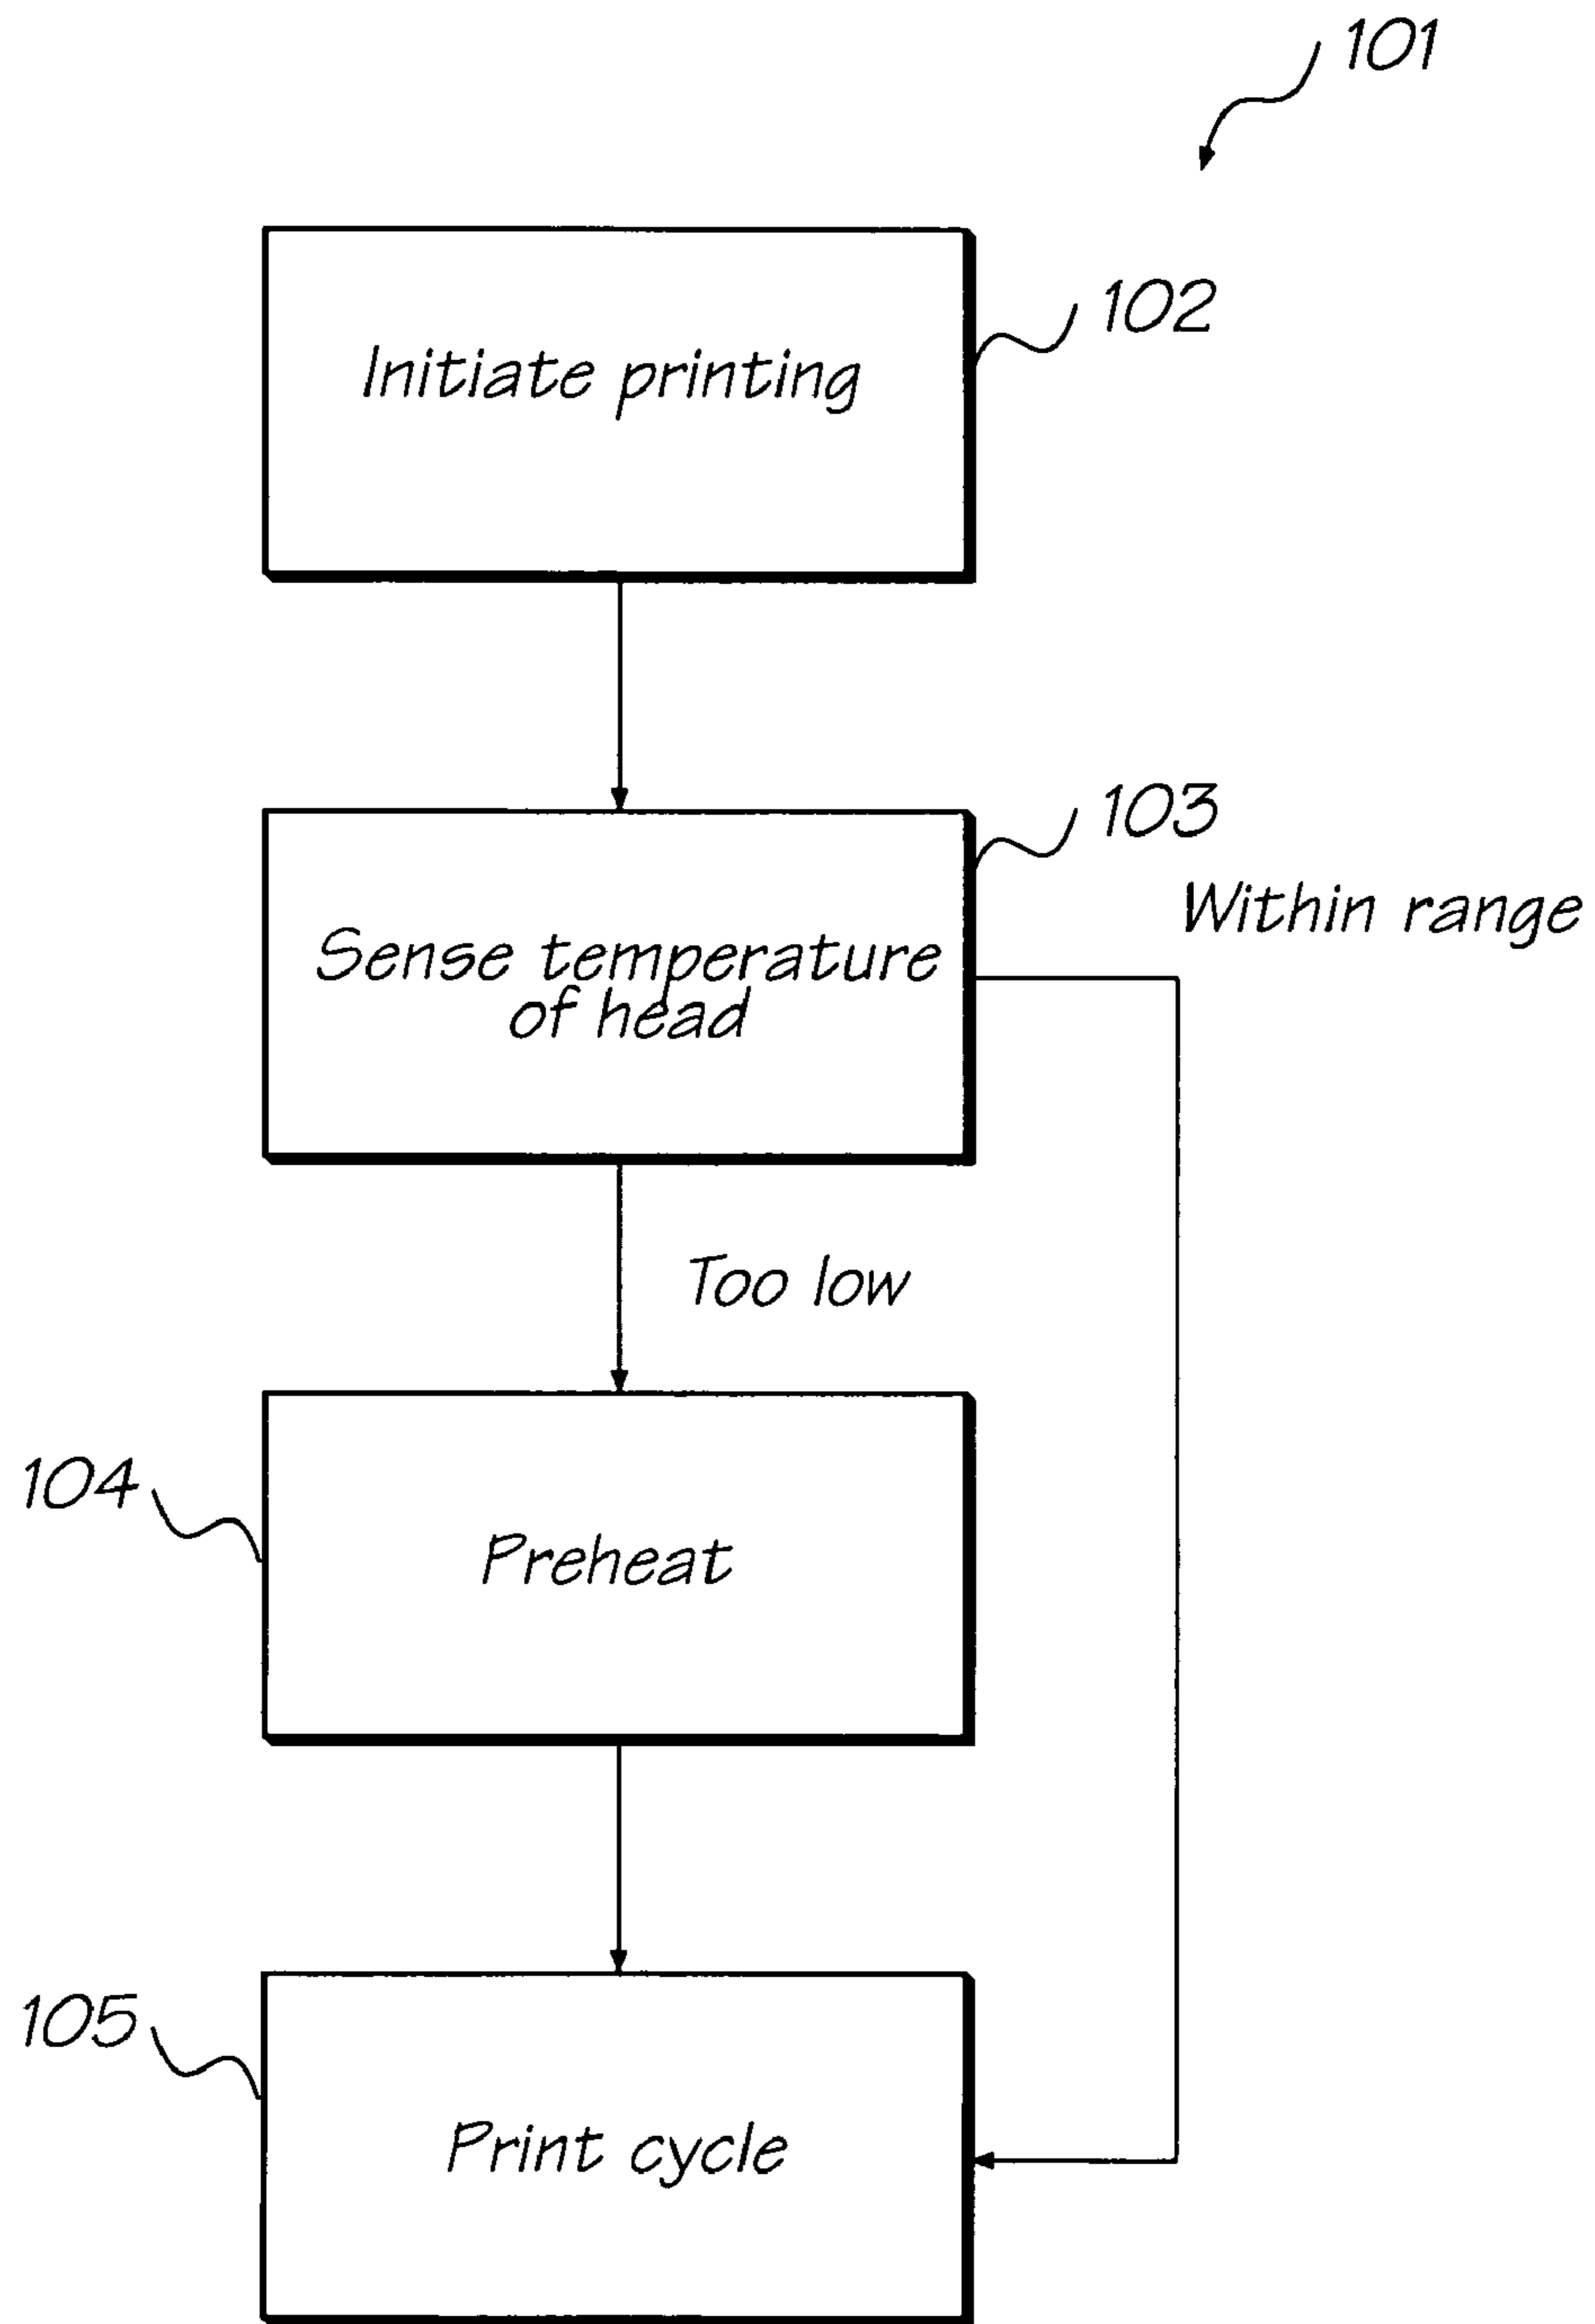 101
Initiate printing
102
103
Within range
Sense temperature
of head
Too low
104
Preheat
105
Print cycle